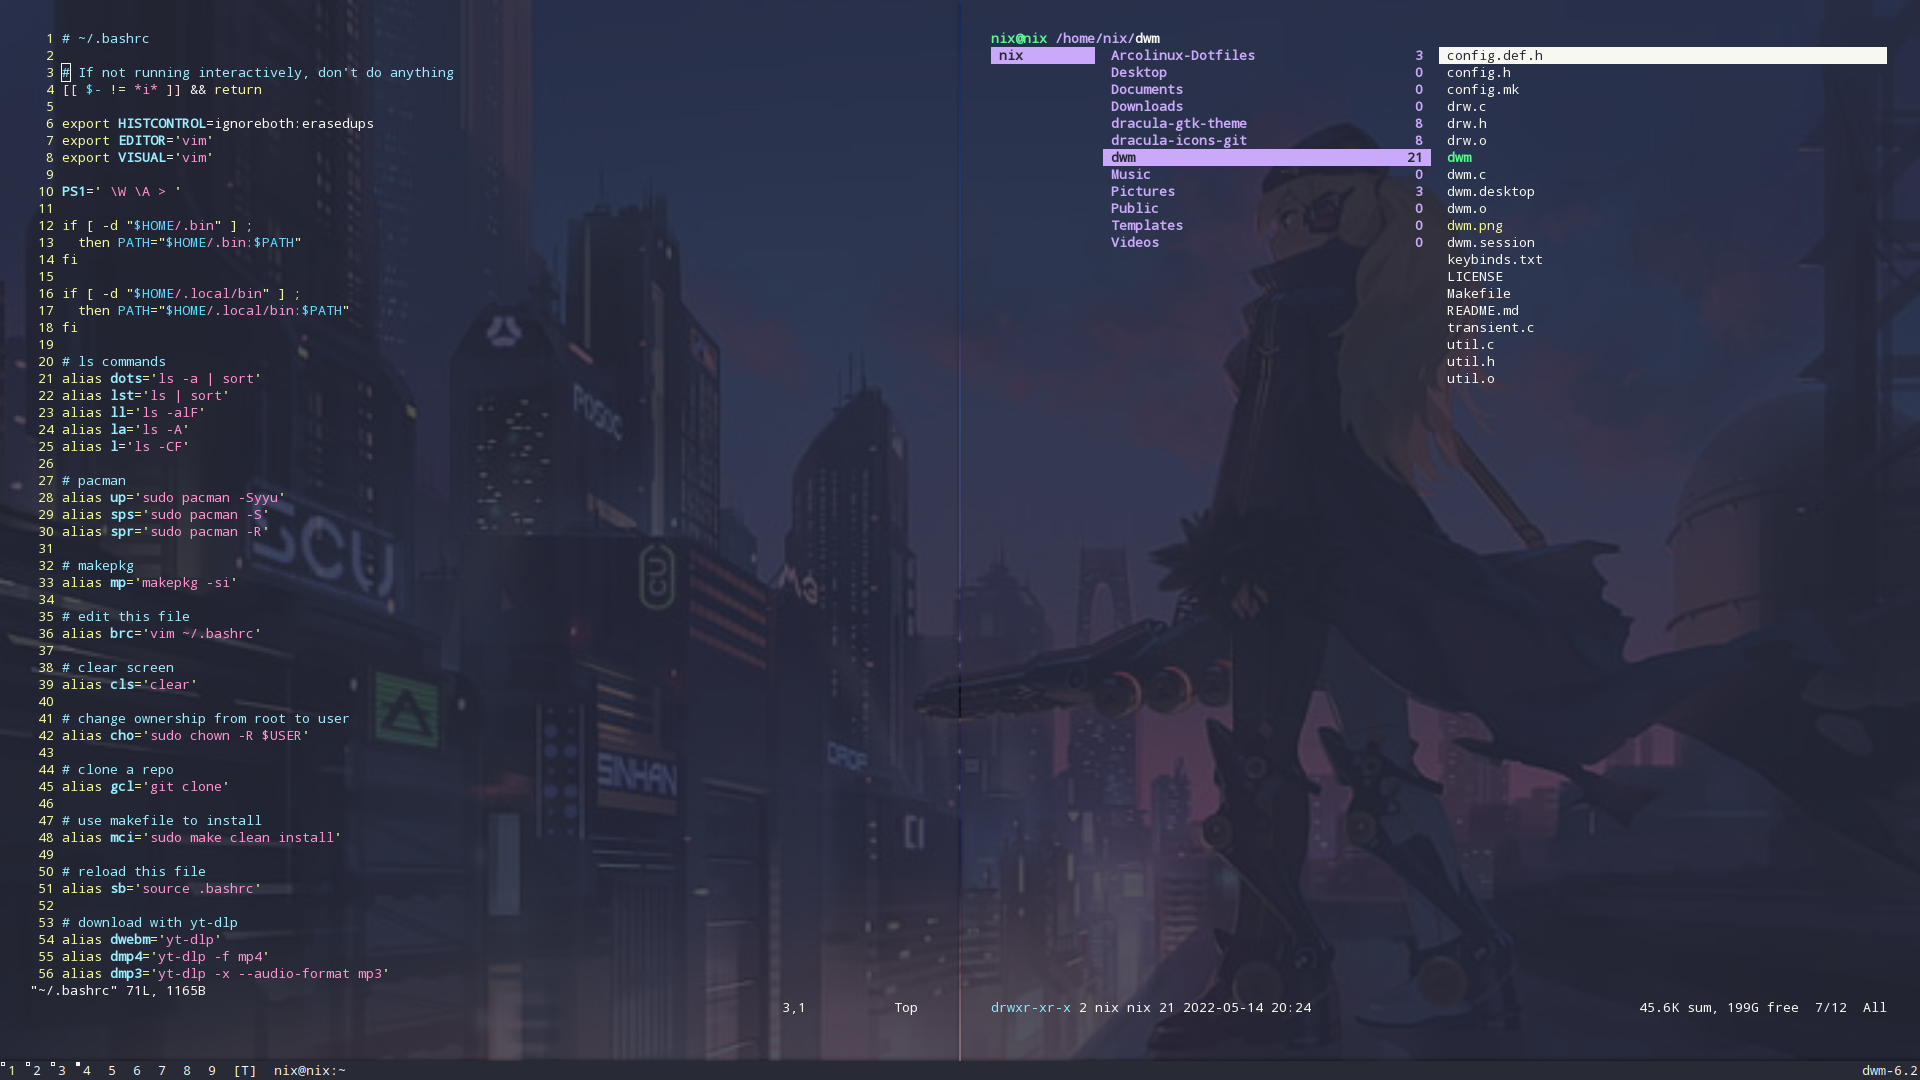 1 # ~/.bashrc
2
3 # If not running interactively, don't do anything
4 [[ $- != *i* ]] && return
5
6 export HISTCONTROL=ignoreboth:erasedups
7 export EDITOR='vim'
8 export VISUAL='vim'
9
10 PS1=' \W \A > '
11
12 if [ -d "$HOME/.bin" ] ;
13   then PATH="$HOME/.bin:$PATH"
14 fi
15
16 if [ -d "$HOME/.local/bin" ] ;
17   then PATH="$HOME/.local/bin:$PATH"
18 fi
19
20 # ls commands
21 alias dots='ls -a | sort'
22 alias lst='ls | sort'
23 alias ll='ls -alF'
24 alias la='ls -A'
25 alias l='ls -CF'
26
27 # pacman
28 alias up='sudo pacman -Syyu'
29 alias sps='sudo pacman -S'
30 alias spr='sudo pacman -R'
31
32 # makepkg
33 alias mp='makepkg -si'
34
35 # edit this file
36 alias brc='vim ~/.bashrc'
37
38 # clear screen
39 alias cls='clear'
40
41 # change ownership from root to user
42 alias cho='sudo chown -R $USER'
43
44 # clone a repo
45 alias gcl='git clone'
46
47 # use makefile to install
48 alias mci='sudo make clean install'
49
50 # reload this file
51 alias sb='source .bashrc'
52
53 # download with yt-dlp
54 alias dwebm='yt-dlp'
55 alias dmp4='yt-dlp -f mp4'
56 alias dmp3='yt-dlp -x --audio-format mp3'
"~/.bashrc" 71L, 1165B
3,1 Top
nix@nix /home/nix/dwm
nix
Arcolinux-Dotfiles 3
Desktop 0
Documents 0
Downloads 0
dracula-gtk-theme 8
dracula-icons-git 8
dwm 21
Music 0
Pictures 3
Public 0
Templates 0
Videos 0
config.def.h
config.h
config.mk
drw.c
drw.h
drw.o
dwm
dwm.c
dwm.desktop
dwm.o
dwm.png
dwm.session
keybinds.txt
LICENSE
Makefile
README.md
transient.c
util.c
util.h
util.o
drwxr-xr-x 2 nix nix 21 2022-05-14 20:24 45.6K sum, 199G free 7/12 All
SCU
CU
SINHAN
DROP
1 2 3 4 5 6 7 8 9 [T] nix@nix:~ dwm-6.2